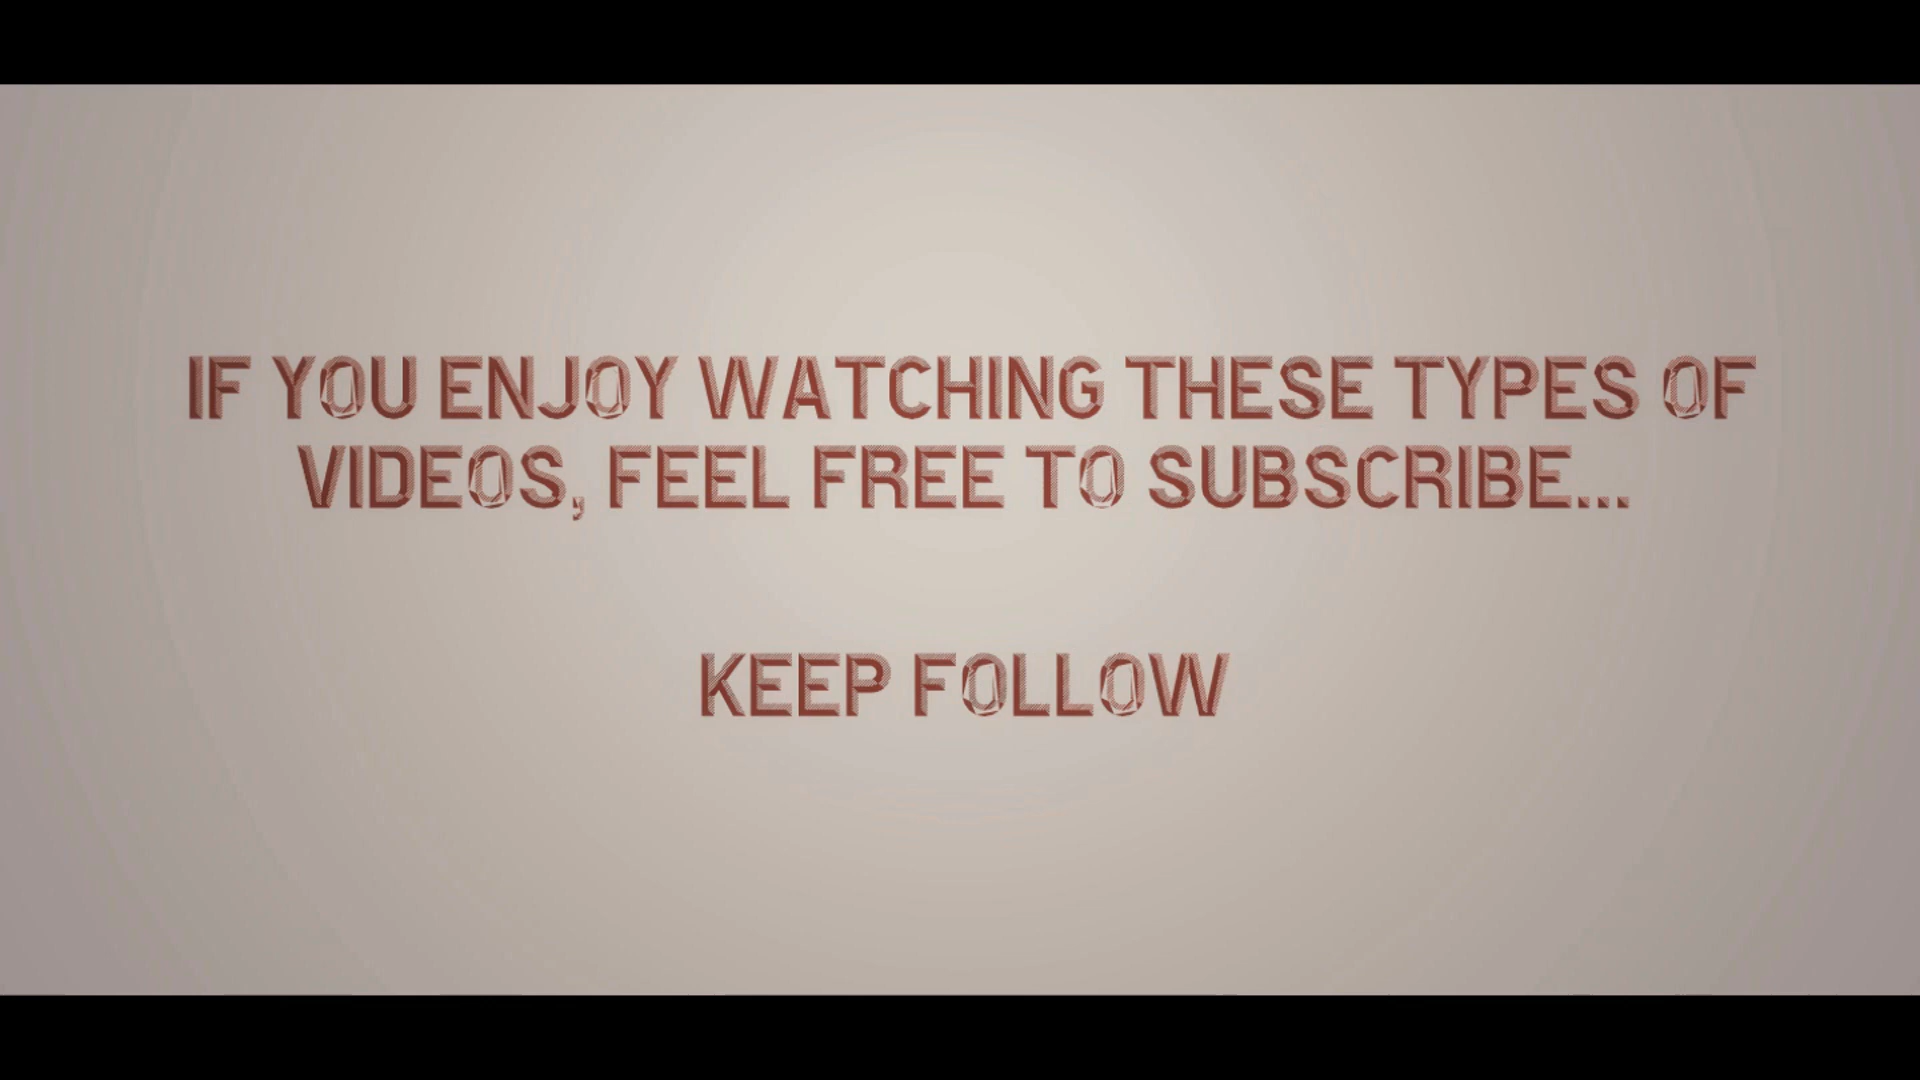 IF YOU ENJOY WATCHING THESE TYPES OF
VIDEOS, FEEL FREE TO SUBSCRIBE...
KEEP FOLLOW